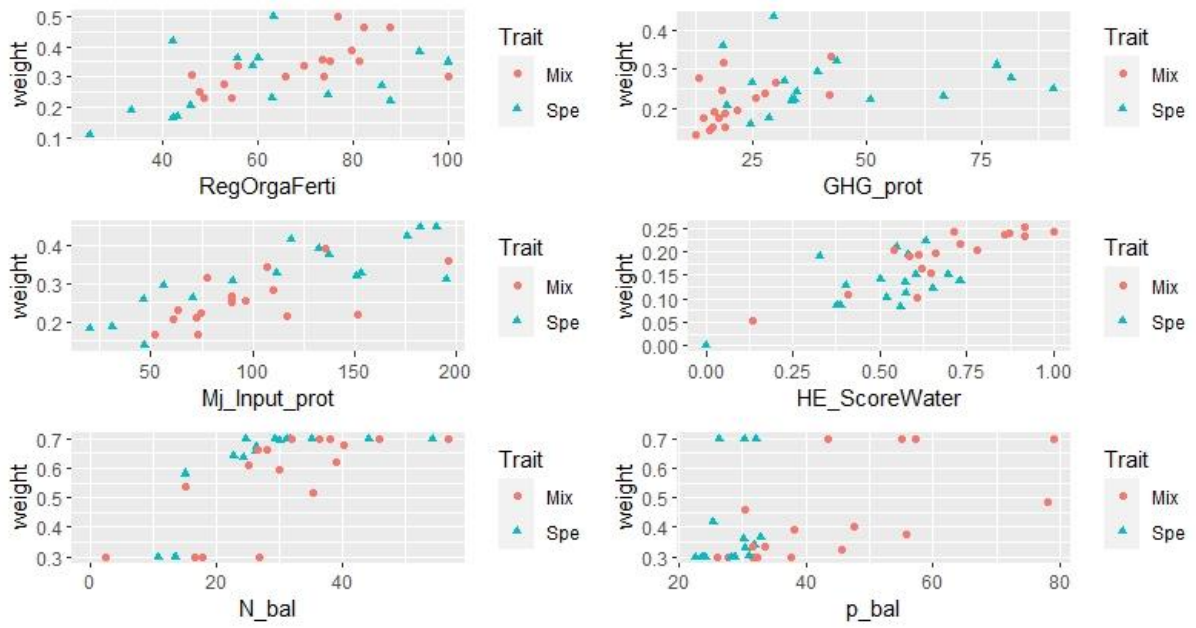 0.5
0.4
0.3
0.2
0.1
weight
40 60 80 100
RegOrgaFerti
Trait
Mix
Spe
0.4
0.3
0.2
weight
25 50 75
GHG_prot
Trait
Mix
Spe
0.4
0.3
0.2
weight
50 100 150 200
Mj_Input_prot
Trait
Mix
Spe
0.25
0.20
0.15
0.10
0.05
0.00
weight
0.00 0.25 0.50 0.75 1.00
HE_ScoreWater
Trait
Mix
Spe
0.7
0.6
0.5
0.4
0.3
weight
0 20 40
N_bal
Trait
Mix
Spe
0.7
0.6
0.5
0.4
0.3
weight
20 40 60 80
p_bal
Trait
Mix
Spe